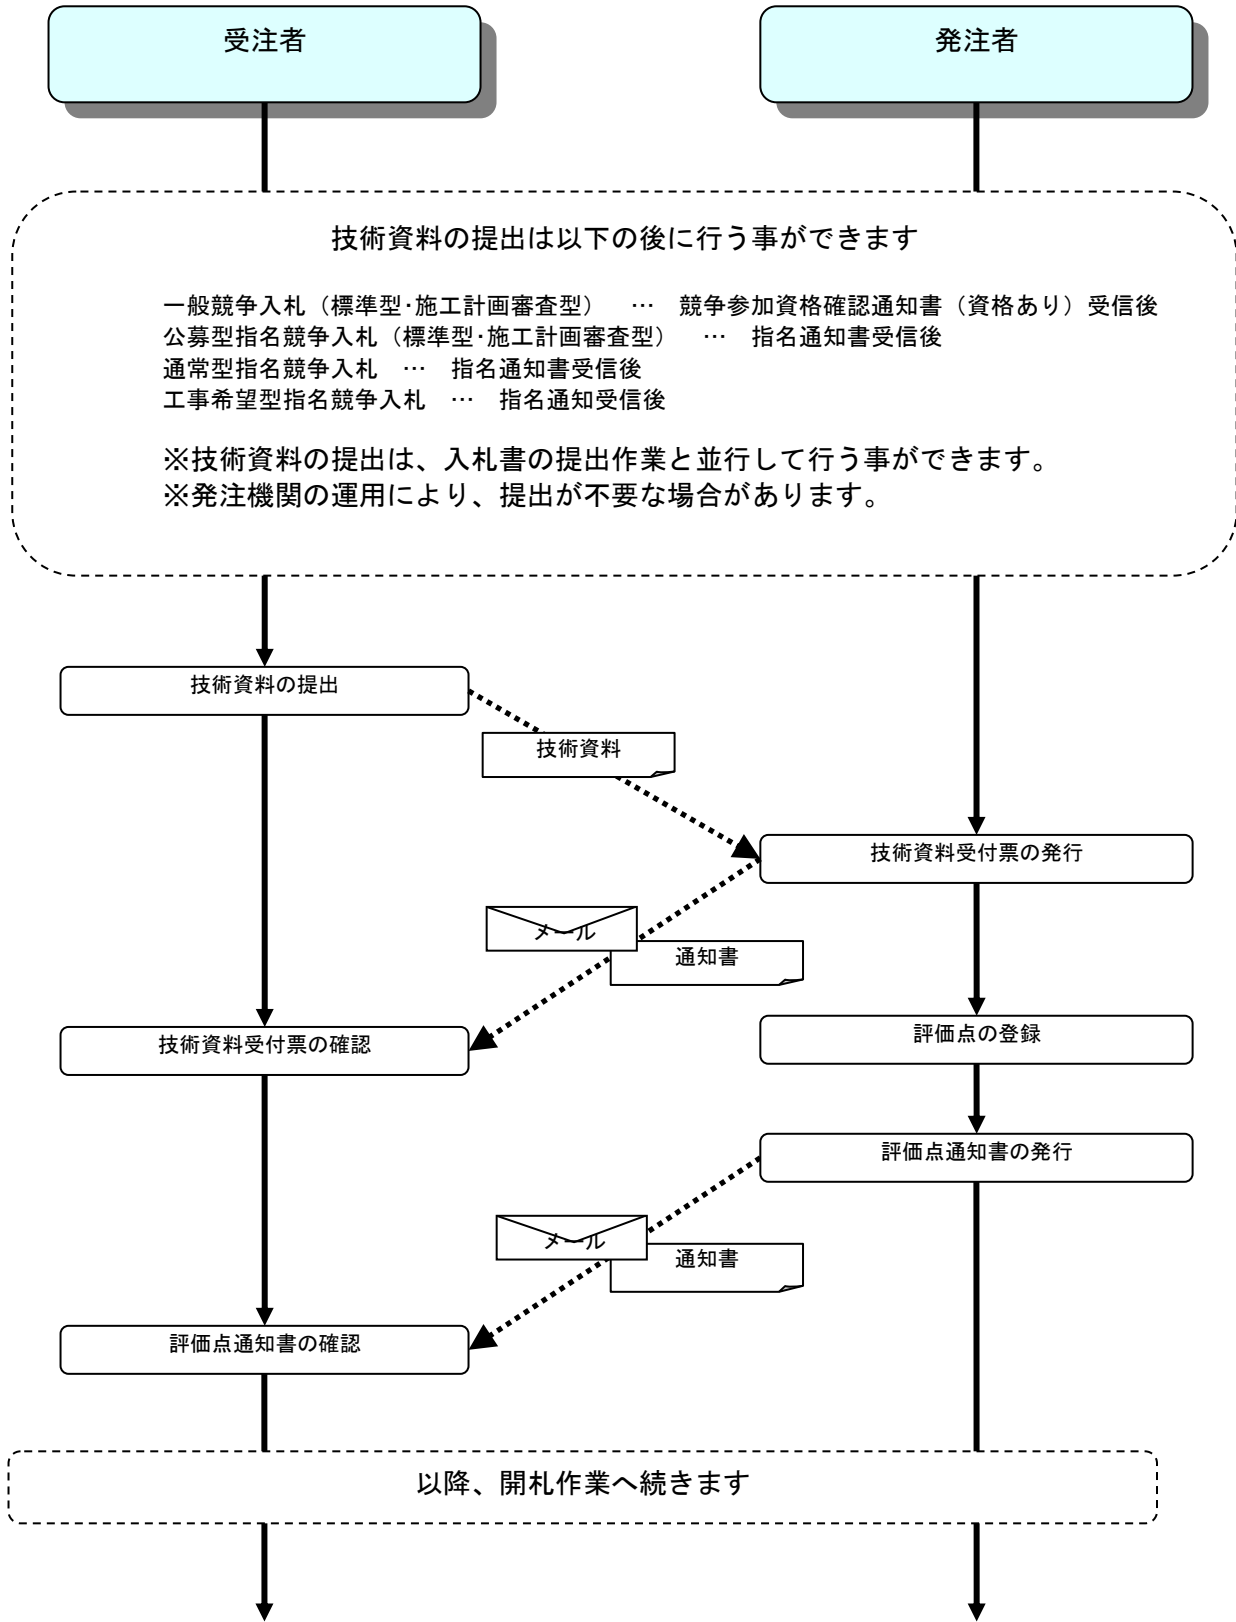 受注者
発注者
技術資料の提出は以下の後に行う事ができます
一般競争入札（標準型･施工計画審査型）　…　競争参加資格確認通知書（資格あり）受信後
公募型指名競争入札（標準型･施工計画審査型）　…　指名通知書受信後
通常型指名競争入札　…　指名通知書受信後
工事希望型指名競争入札　…　指名通知受信後
※技術資料の提出は、入札書の提出作業と並行して行う事ができます。
※発注機関の運用により、提出が不要な場合があります。
技術資料の提出
技術資料
技術資料受付票の発行
メール
通知書
技術資料受付票の確認
評価点の登録
評価点通知書の発行
メール
通知書
評価点通知書の確認
以降、開札作業へ続きます